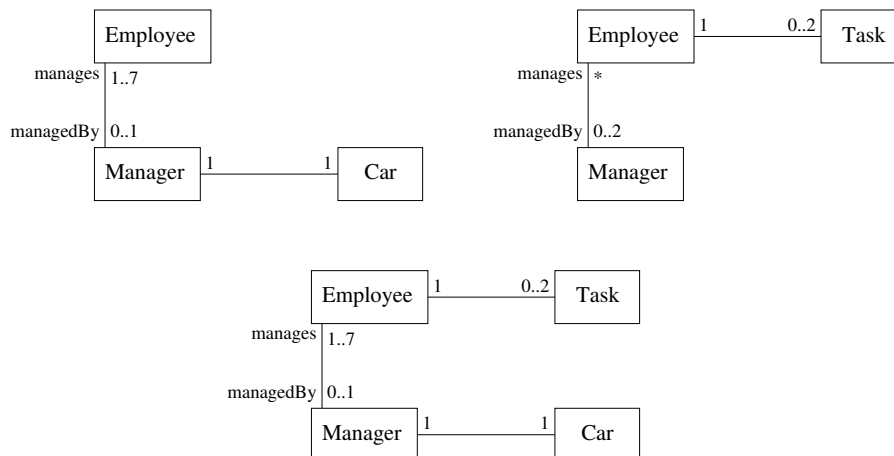 Employee
manages 1..7
managedBy 0..1
Manager 1 1 Car
Employee 1 0..2 Task
manages *
managedBy 0..2
Manager
Employee 1 0..2 Task
manages 1..7
managedBy 0..1
Manager 1 1 Car